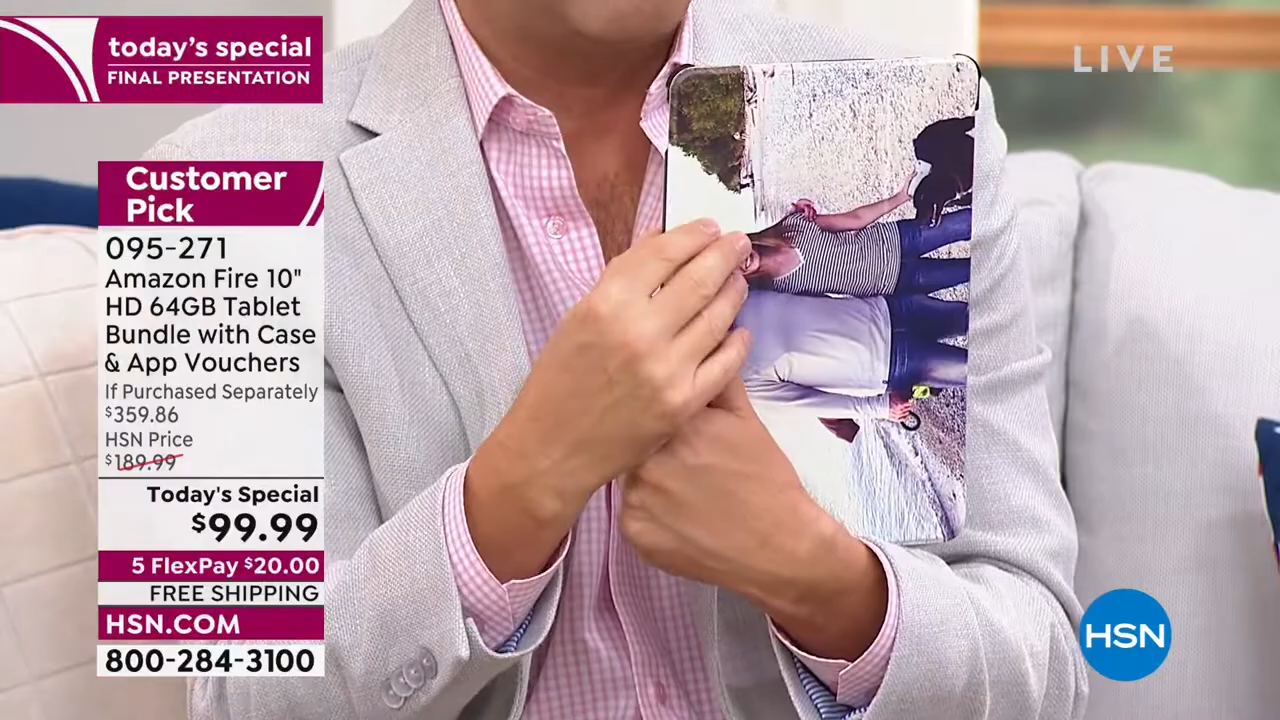 today's special
FINAL PRESENTATION
LIVE
Customer
Pick
095-271
Amazon Fire 10"
HD 64GB Tablet
Bundle with Case
& App Vouchers
If Purchased Separately
$359.86
HSN Price
$189.99
Today's Special
$99.99
5 FlexPay $20.00
FREE SHIPPING
HSN.COM
800-284-3100
HSN